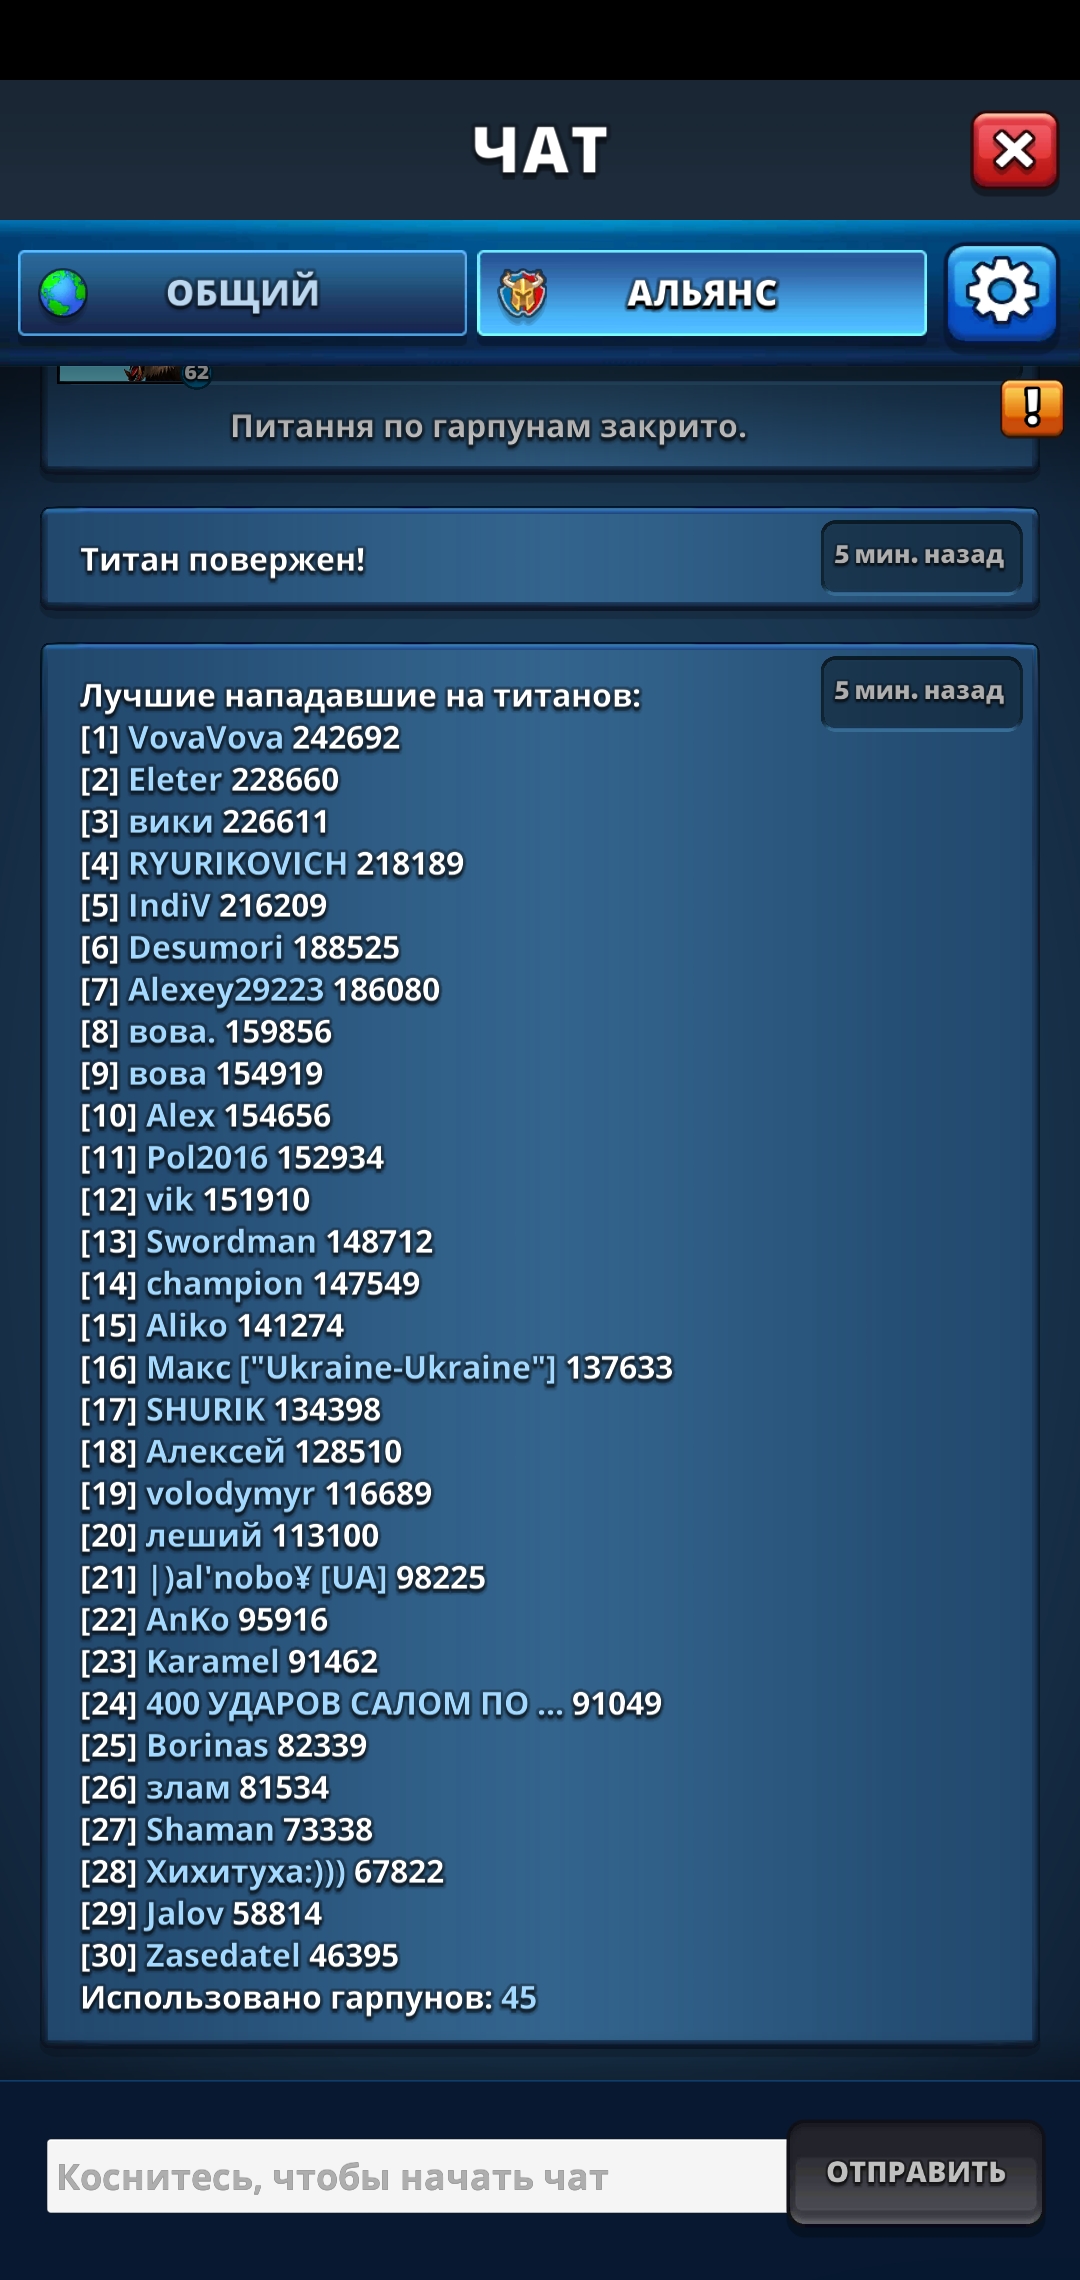 ЧАТ
ОБЩИЙ
АЛЬЯНС
62
Питання по гарпунам закрито.
!
Титан повержен!
5 мин. назад
Лучшие нападавшие на титанов:
5 мин. назад
[1] VovaVova 242692
[2] Eleter 228660
[3] вики 226611
[4] RYURIKOVICH 218189
[5] IndiV 216209
[6] Desumori 188525
[7] Alexey29223 186080
[8] вова. 159856
[9] вова 154919
[10] Alex 154656
[11] Pol2016 152934
[12] vik 151910
[13] Swordman 148712
[14] champion 147549
[15] Aliko 141274
[16] Макс ["Ukraine-Ukraine"] 137633
[17] SHURIK 134398
[18] Алексей 128510
[19] volodymyr 116689
[20] леший 113100
[21] |)al'nobo¥ [UA] 98225
[22] AnKo 95916
[23] Karamel 91462
[24] 400 УДАРОВ САЛОМ ПО ... 91049
[25] Borinas 82339
[26] злам 81534
[27] Shaman 73338
[28] Хихитуха:))) 67822
[29] Jalov 58814
[30] Zasedatel 46395
Использовано гарпунов: 45
Коснитесь, чтобы начать чат
ОТПРАВИТЬ